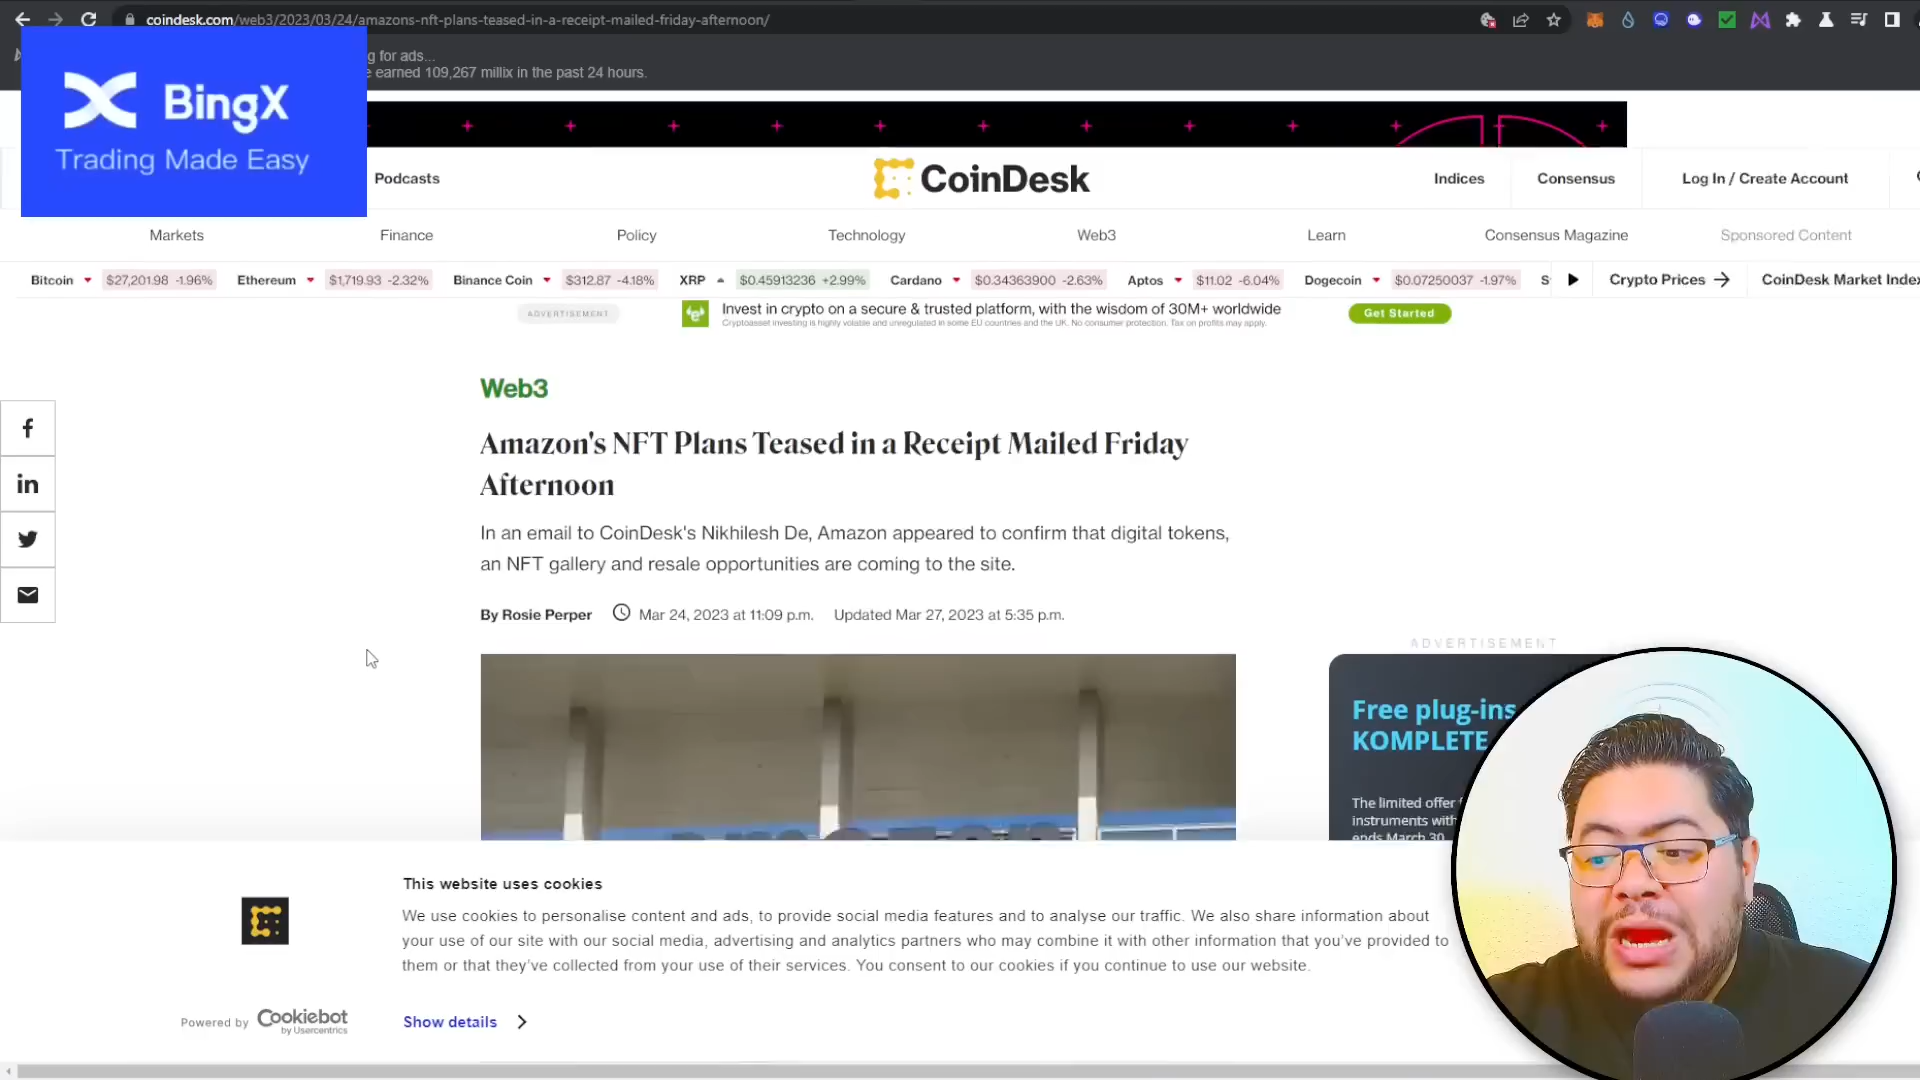 coindesk.com/web3/2023/03/24/amazons-nft-plans-teased-in-a-receipt-mailed-friday-afternoon/
g for ads...
e earned 109,267 millix in the past 24 hours.
BingX
Trading Made Easy
Podcasts
CoinDesk
Indices
Consensus
Log In / Create Account
Markets
Finance
Policy
Technology
Web3
Learn
Consensus Magazine
Sponsored Content
Bitcoin $27,201.98 -1.96% Ethereum $1,719.93 -2.32% Binance Coin $312.87 -4.18% XRP $0.45913236 +2.99% Cardano $0.34363900 -2.63% Aptos $11.02 -6.04% Dogecoin $0.07250037 -1.97% S Crypto Prices → CoinDesk Market Index
ADVERTISEMENT
Invest in crypto on a secure & trusted platform, with the wisdom of 30M+ worldwide
Cryptoasset investing is highly volatile and unregulated in some EU countries and the UK. No consumer protection. Tax on profits may apply.
Get Started
Web3
Amazon's NFT Plans Teased in a Receipt Mailed Friday
Afternoon
In an email to CoinDesk's Nikhilesh De, Amazon appeared to confirm that digital tokens,
an NFT gallery and resale opportunities are coming to the site.
By Rosie Perper Mar 24, 2023 at 11:09 p.m. Updated Mar 27, 2023 at 5:35 p.m.
ADVERTISEMENT
Free plug-ins
KOMPLETE
The limited offer
instruments with
ends March 30
This website uses cookies
We use cookies to personalise content and ads, to provide social media features and to analyse our traffic. We also share information about
your use of our site with our social media, advertising and analytics partners who may combine it with other information that you've provided to
them or that they've collected from your use of their services. You consent to our cookies if you continue to use our website.
Powered by Cookiebot
by Usercentrics
Show details